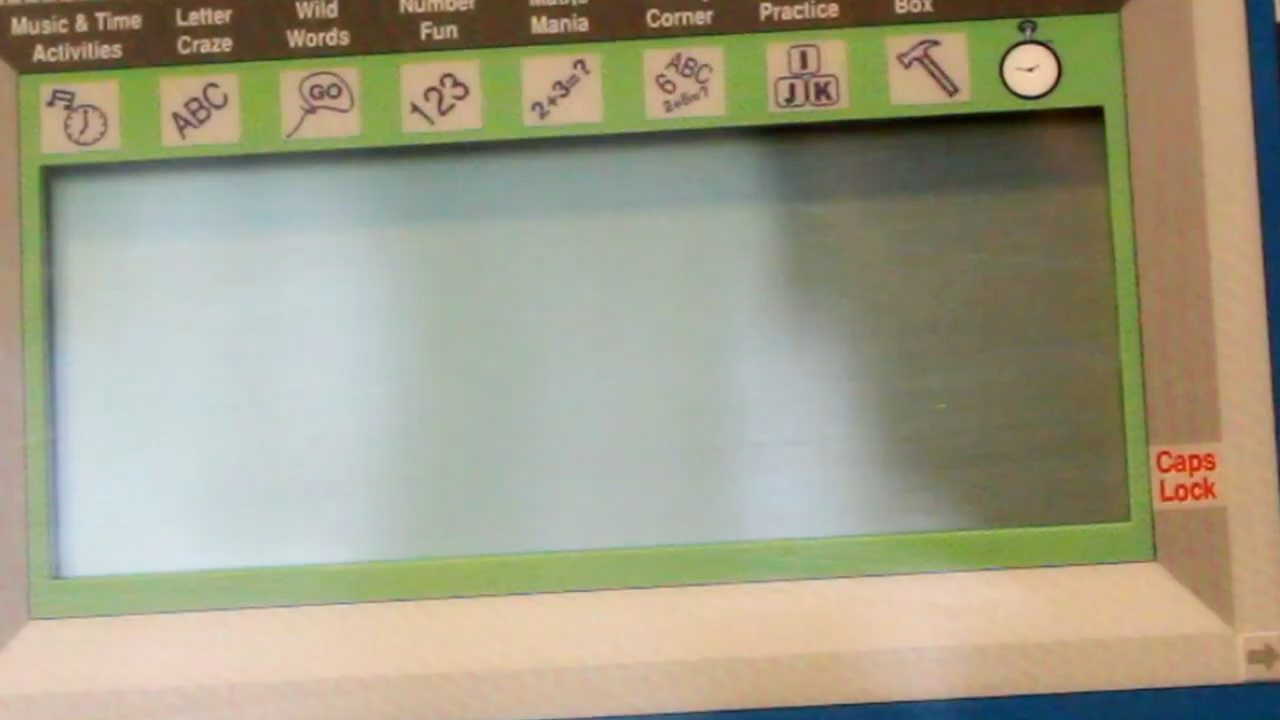 Music & Time
Activities
Letter
Craze
Wild
Words
Number
Fun
Mania
Corner
Practice
Box
ABC
GO
123
2+3=?
6 ABC
2+6=?
I
J K
Caps
Lock